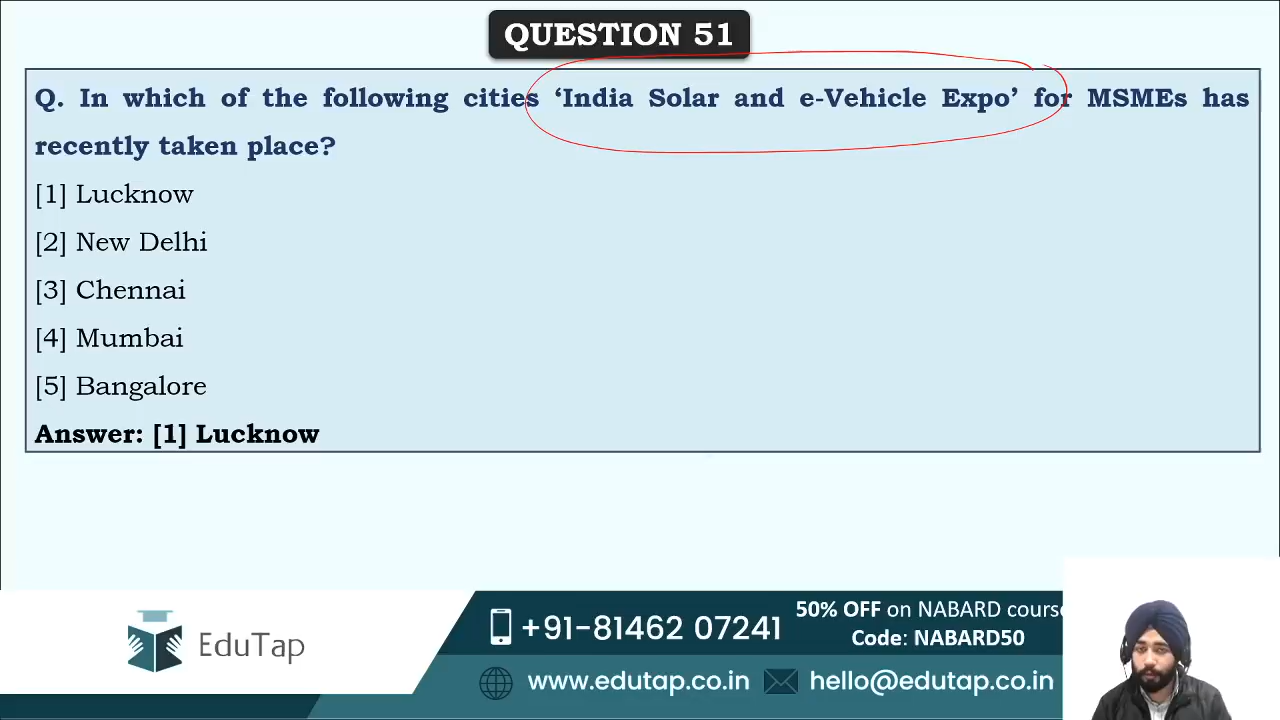 QUESTION 51
Q. In which of the following cities ‘India Solar and e-Vehicle Expo’ for MSMEs has
recently taken place?
[1] Lucknow
[2] New Delhi
[3] Chennai
[4] Mumbai
[5] Bangalore
Answer: [1] Lucknow
EduTap
+91-81462 07241
50% OFF on NABARD course
Code: NABARD50
www.edutap.co.in
hello@edutap.co.in